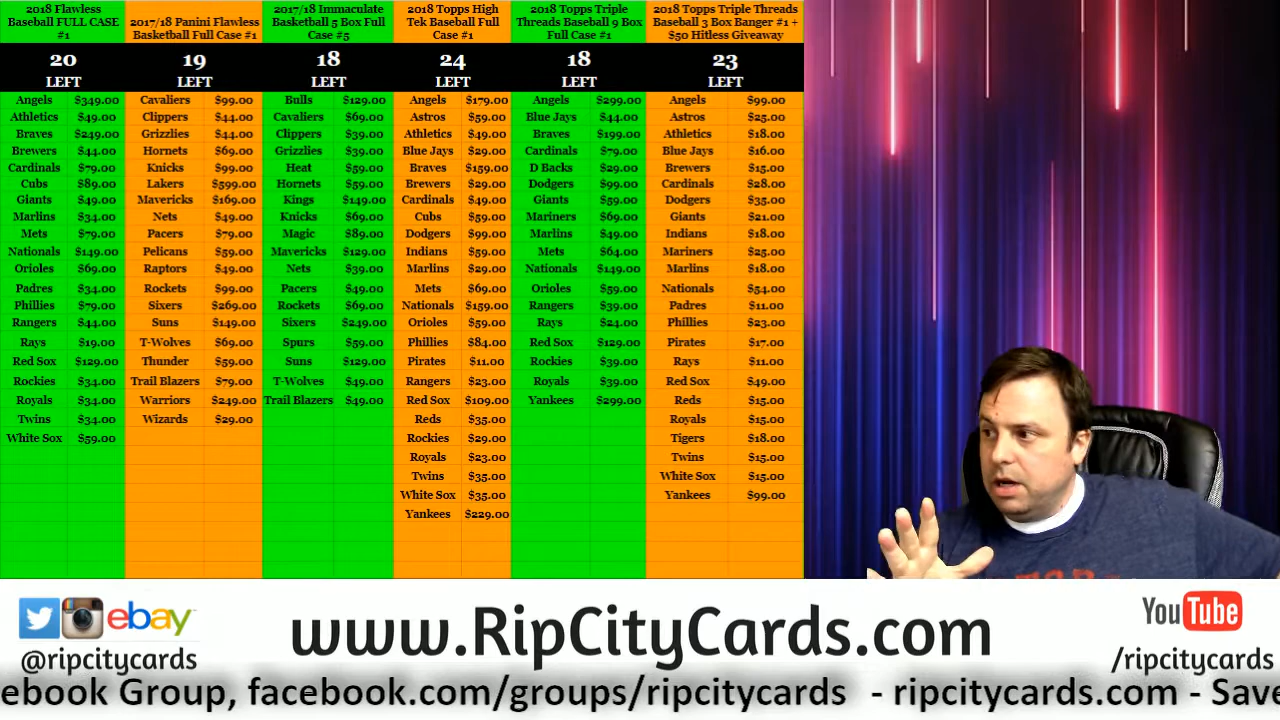 2018 Flawless
Baseball FULL CASE
#1
20
LEFT
Angels $349.00
Athletics $49.00
Braves $249.00
Brewers $44.00
Cardinals $79.00
Cubs $89.00
Giants $49.00
Marlins $34.00
Mets $79.00
Nationals $149.00
Orioles $69.00
Padres $34.00
Phillies $79.00
Rangers $44.00
Rays $19.00
Red Sox $129.00
Rockies $34.00
Royals $34.00
Twins $34.00
White Sox $59.00
2017/18 Panini Flawless
Basketball Full Case #1
19
LEFT
Cavaliers $99.00
Clippers $44.00
Grizzlies $44.00
Hornets $69.00
Knicks $99.00
Lakers $599.00
Mavericks $169.00
Nets $49.00
Pacers $79.00
Pelicans $59.00
Raptors $49.00
Rockets $99.00
Sixers $269.00
Suns $149.00
T-Wolves $69.00
Thunder $59.00
Trail Blazers $79.00
Warriors $249.00
Wizards $29.00
2017/18 Immaculate
Basketball 5 Box Full
Case #5
18
LEFT
Bulls $129.00
Cavaliers $69.00
Clippers $39.00
Grizzlies $39.00
Heat $59.00
Hornets $59.00
Kings $149.00
Knicks $69.00
Magic $89.00
Mavericks $129.00
Nets $39.00
Pacers $49.00
Rockets $69.00
Sixers $249.00
Spurs $59.00
Suns $129.00
T-Wolves $49.00
Trail Blazers $49.00
2018 Topps High
Tek Baseball Full
Case #1
24
LEFT
Angels $179.00
Astros $59.00
Athletics $49.00
Blue Jays $29.00
Braves $159.00
Brewers $29.00
Cardinals $49.00
Cubs $59.00
Dodgers $99.00
Indians $59.00
Marlins $29.00
Mets $69.00
Nationals $159.00
Orioles $59.00
Phillies $84.00
Pirates $11.00
Rangers $23.00
Red Sox $109.00
Reds $35.00
Rockies $29.00
Royals $23.00
Twins $35.00
White Sox $35.00
Yankees $229.00
2018 Topps Triple
Threads Baseball 9 Box
Full Case #1
18
LEFT
Angels $299.00
Blue Jays $44.00
Braves $199.00
Cardinals $79.00
D Backs $29.00
Dodgers $99.00
Giants $59.00
Mariners $69.00
Marlins $49.00
Mets $64.00
Nationals $149.00
Orioles $59.00
Rangers $39.00
Rays $24.00
Red Sox $129.00
Rockies $39.00
Royals $39.00
Yankees $299.00
2018 Topps Triple Threads
Baseball 3 Box Banger #1 +
$50 Hitless Giveaway
23
LEFT
Angels $99.00
Astros $25.00
Athletics $18.00
Blue Jays $16.00
Brewers $15.00
Cardinals $28.00
Dodgers $35.00
Giants $21.00
Indians $18.00
Mariners $25.00
Marlins $18.00
Nationals $54.00
Padres $11.00
Phillies $23.00
Pirates $17.00
Rays $11.00
Red Sox $49.00
Reds $15.00
Royals $15.00
Tigers $18.00
Twins $15.00
White Sox $15.00
Yankees $99.00
ebay
@ripcitycards
www.RipCityCards.com
YouTube
/ripcitycards
ebook Group, facebook.com/groups/ripcitycards - ripcitycards.com - Save